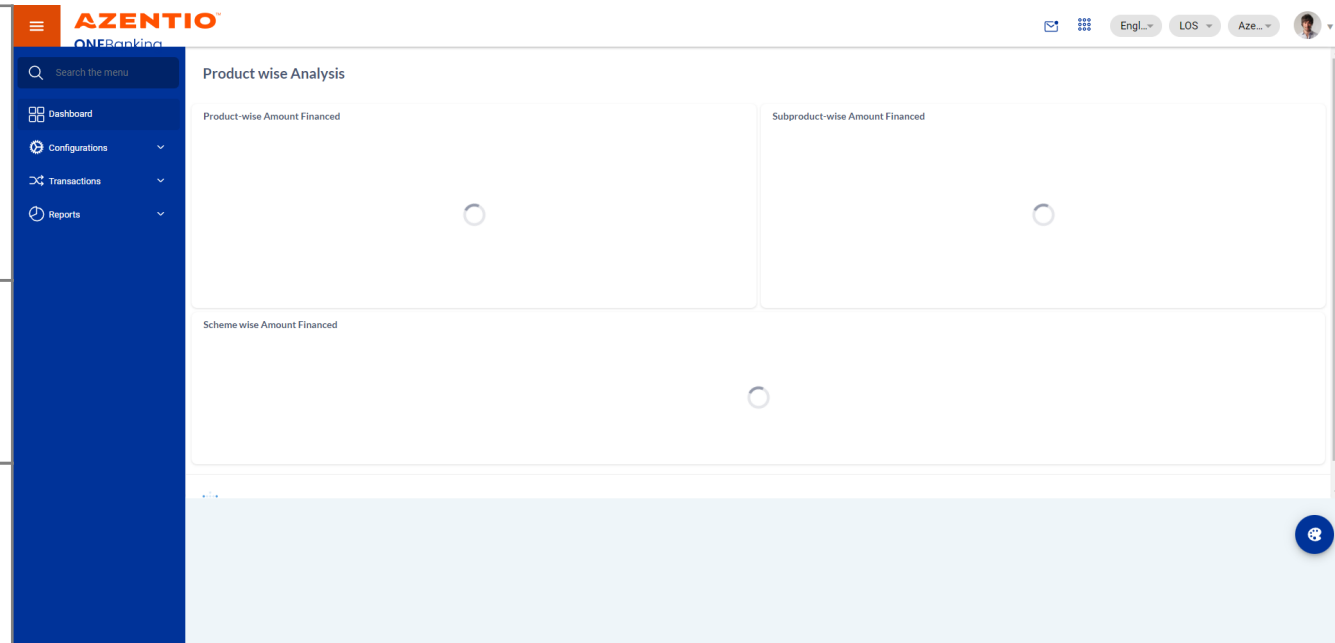 AZENTIO™
ONEBanking
Engl...
LOS
Aze...
Search the menu
Dashboard
Configurations
Transactions
Reports
Product wise Analysis
Product-wise Amount Financed
Subproduct-wise Amount Financed
Scheme wise Amount Financed